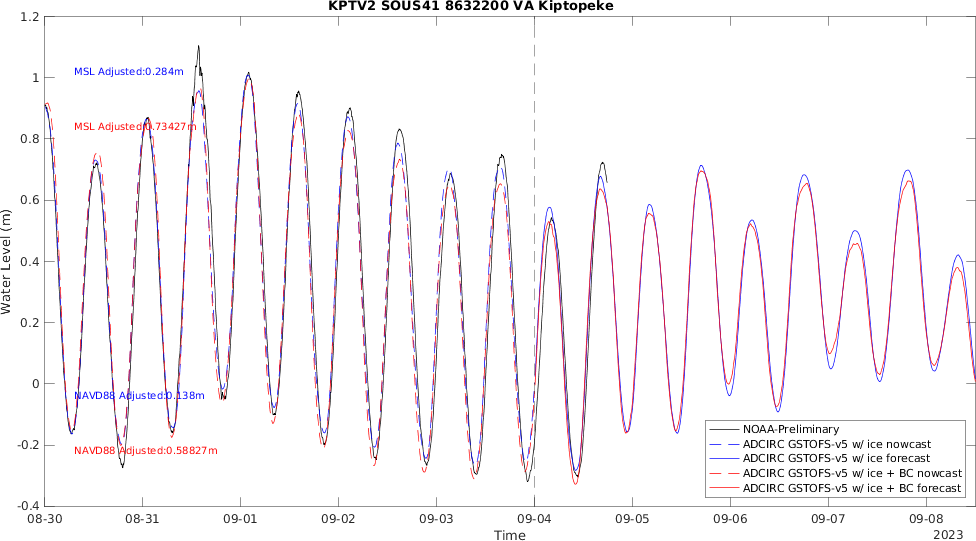 KPTV2 SOUS41 8632200 VA Kiptopeke
1.2
1
0.8
0.6
0.4
0.2
0
-0.2
-0.4
Water Level (m)
MSL Adjusted:0.284m
MSL Adjusted:0.73427m
NAVD88 Adjusted:0.138m
NAVD88 Adjusted:0.58827m
NOAA-Preliminary
ADCIRC GSTOFS-v5 w/ ice nowcast
ADCIRC GSTOFS-v5 w/ ice forecast
ADCIRC GSTOFS-v5 w/ ice + BC nowcast
ADCIRC GSTOFS-v5 w/ ice + BC forecast
08-30 08-31 09-01 09-02 09-03 09-04 09-05 09-06 09-07 09-08
Time
2023